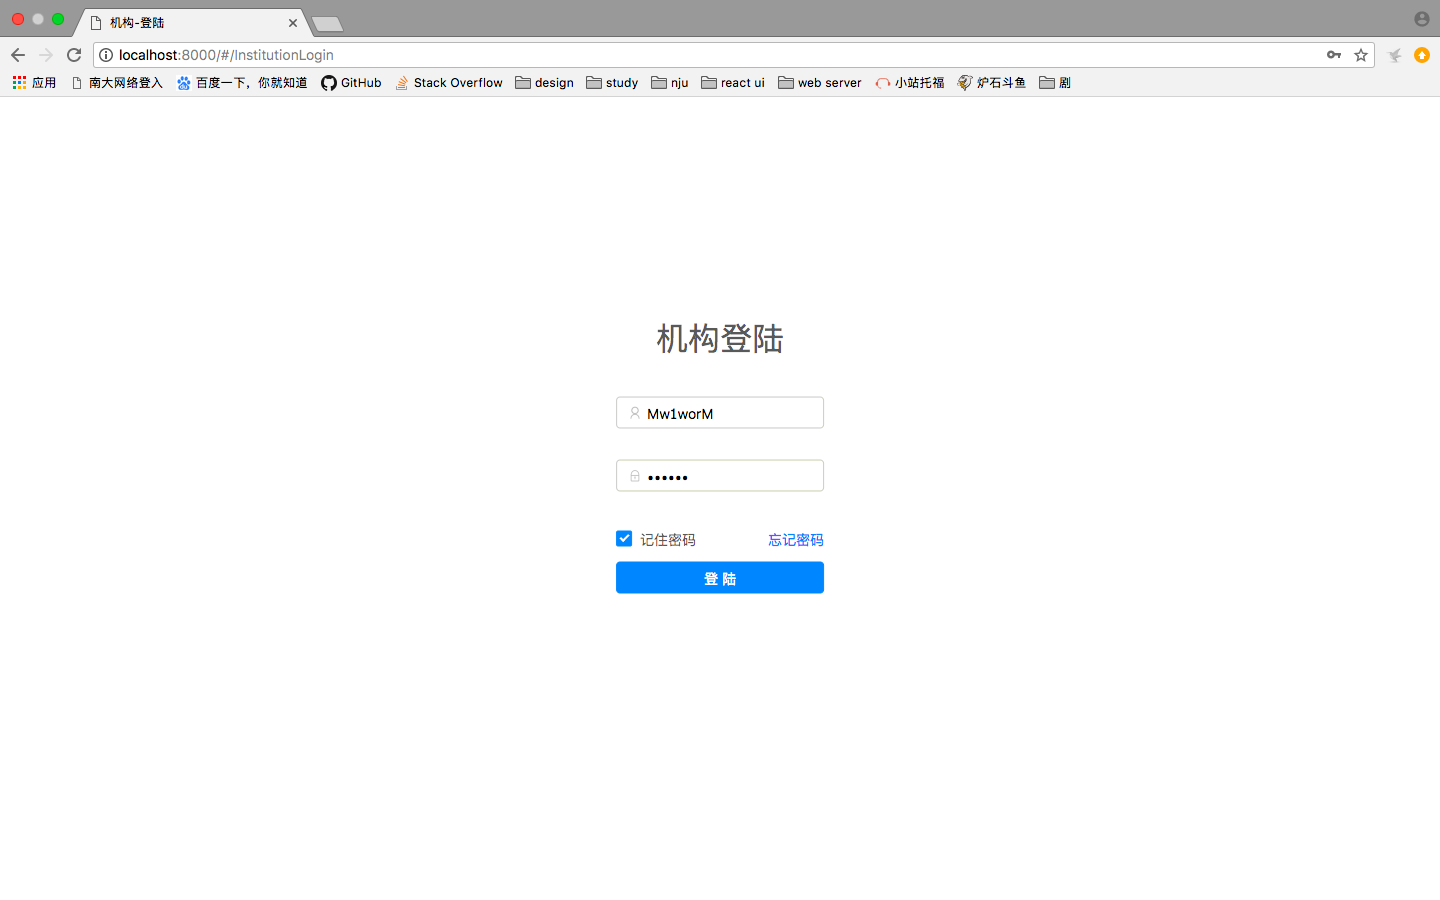 机构-登陆
localhost:8000/#/InstitutionLogin
应用 南大网络登入 百度一下，你就知道 GitHub Stack Overflow design study nju react ui web server 小站托福 炉石斗鱼 剧
机构登陆
Mw1worM
••••••
记住密码 忘记密码
登 陆